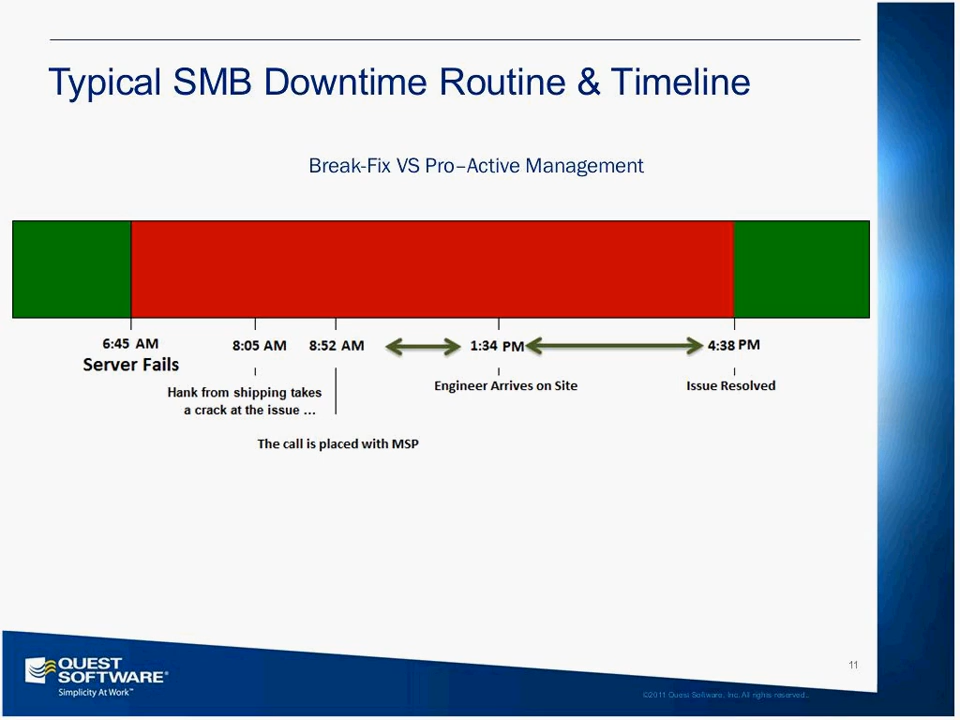 Typical SMB Downtime Routine & Timeline
Break-Fix VS Pro–Active Management
6:45 AM
Server Fails
8:05 AM
Hank from shipping takes
a crack at the issue ...
8:52 AM
The call is placed with MSP
1:34 PM
Engineer Arrives on Site
4:38 PM
Issue Resolved
QUEST
SOFTWARE®
Simplicity At Work™
11
©2011 Quest Software, Inc. All rights reserved..